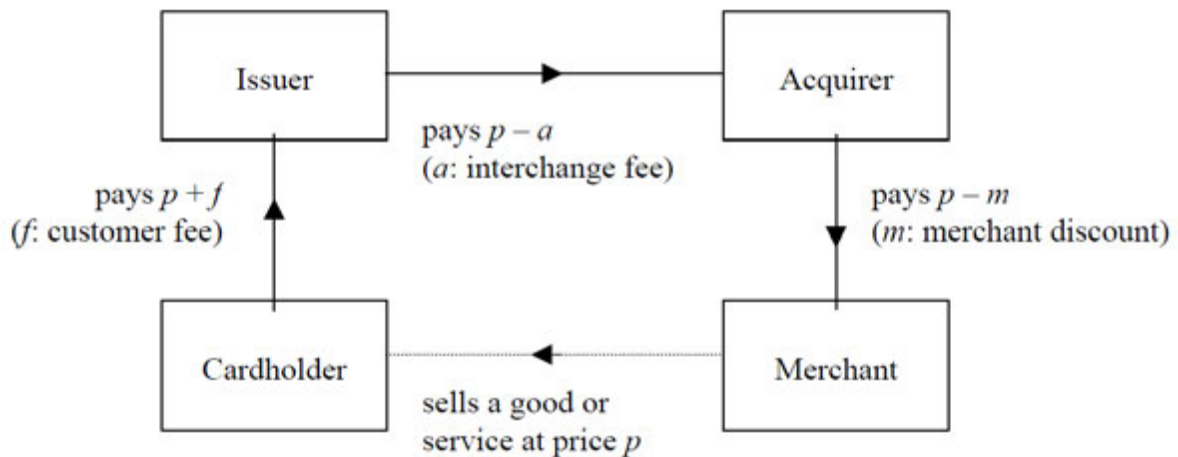 Issuer
Acquirer
pays p – a
(a: interchange fee)
pays p + f
(f: customer fee)
pays p – m
(m: merchant discount)
Cardholder
Merchant
sells a good or
service at price p